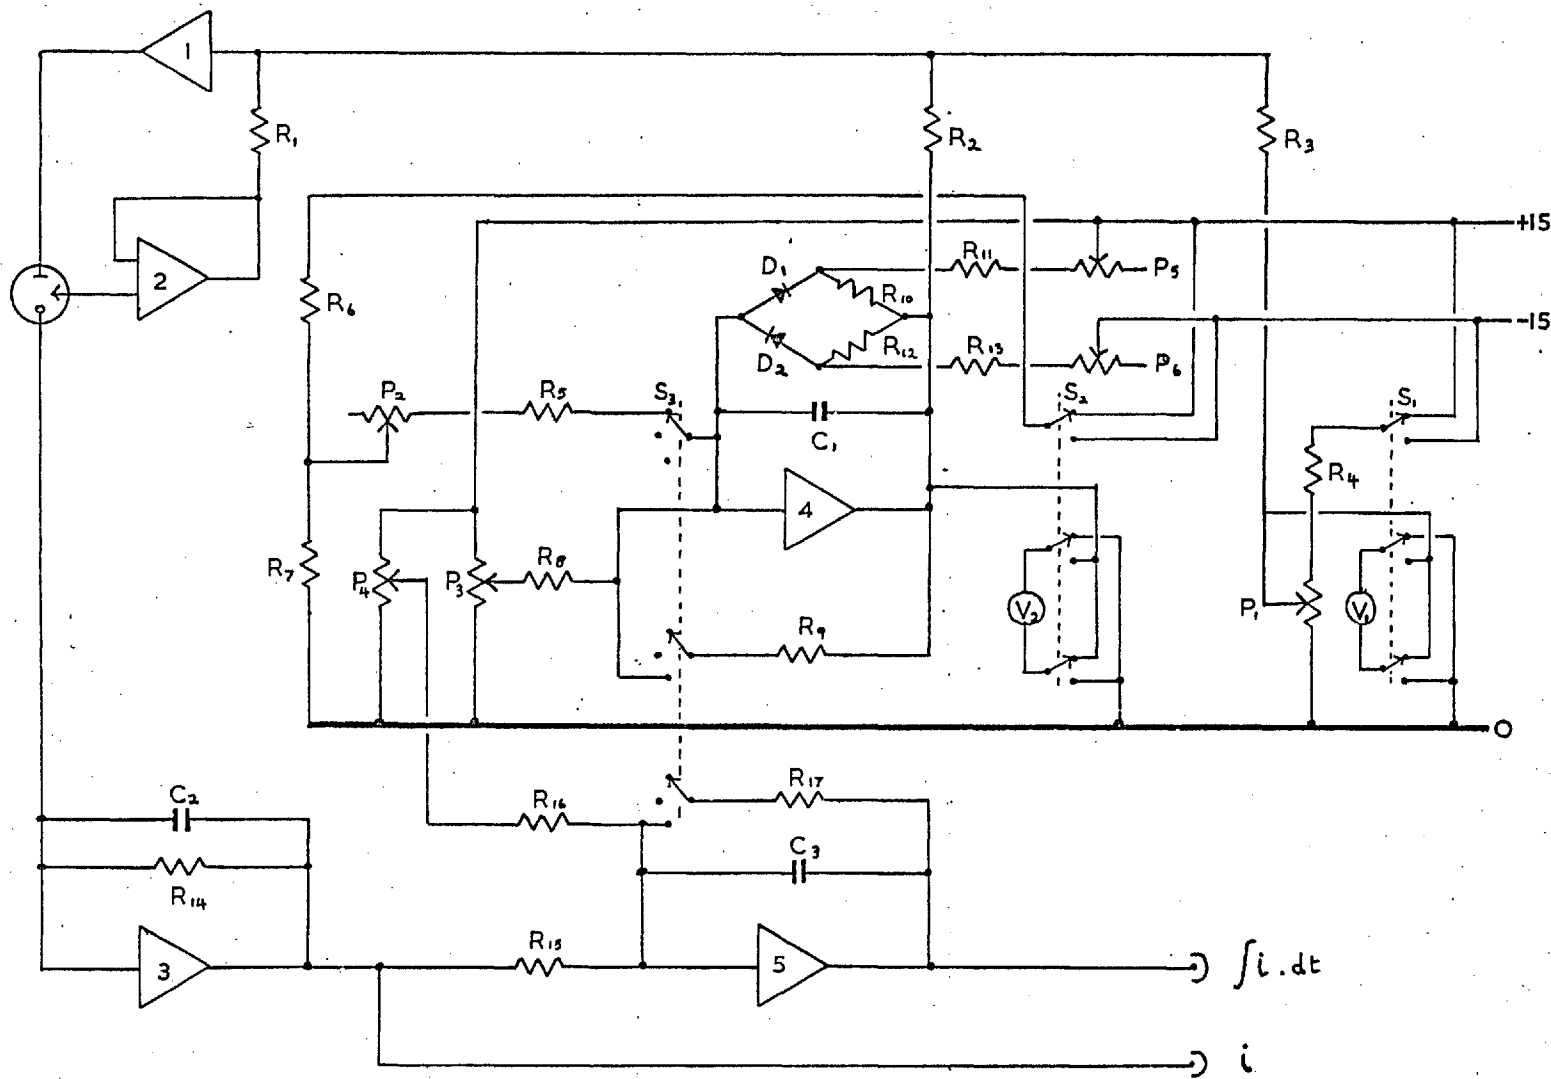 1
R1
R2
R3
+15
2
R11
P5
D1
R10
R6
-15
R13
P6
R12
D2
P2
R5
S3
S2
S1
C1
R4
4
R7
P4
P3
R8
V2
P1
V1
R9
O
C2
R16
R17
C3
R14
R15
3
5
∫i.dt
i